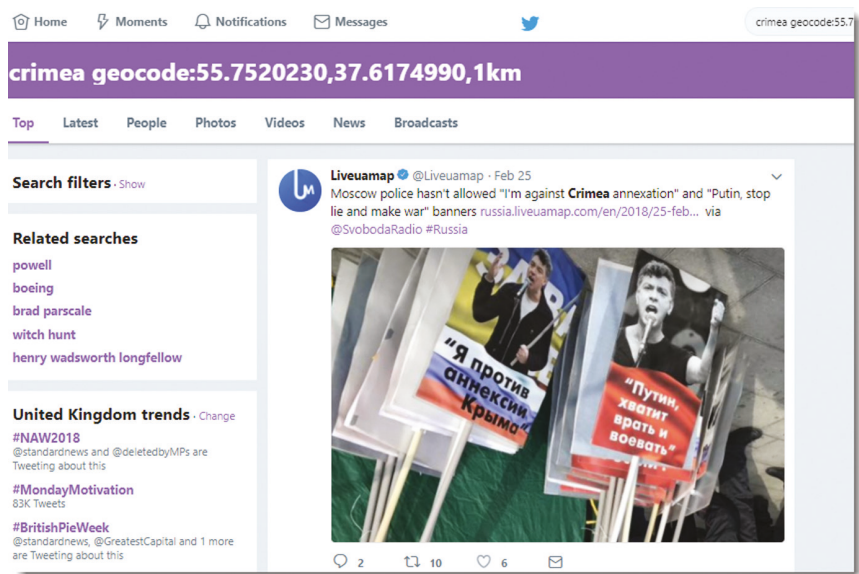 Home Moments Notifications Messages
crimea geocode:55.7
crimea geocode:55.7520230,37.6174990,1km
Top Latest People Photos Videos News Broadcasts
Search filters · Show
Related searches
powell
boeing
brad parscale
witch hunt
henry wadsworth longfellow
United Kingdom trends · Change
#NAW2018
@standardnews and @deletedbyMPs are
Tweeting about this
#MondayMotivation
83K Tweets
#BritishPieWeek
@standardnews, @GreatestCapital and 1 more
are Tweeting about this
Liveuamap @Liveuamap · Feb 25
Moscow police hasn't allowed "I'm against Crimea annexation" and "Putin, stop
lie and make war" banners russia.liveuamap.com/en/2018/25-feb... via
@SvobodaRadio #Russia
"Я против
аннексии
Крыма"
"Путин,
хватит
врать и
воевать"
2 10 6